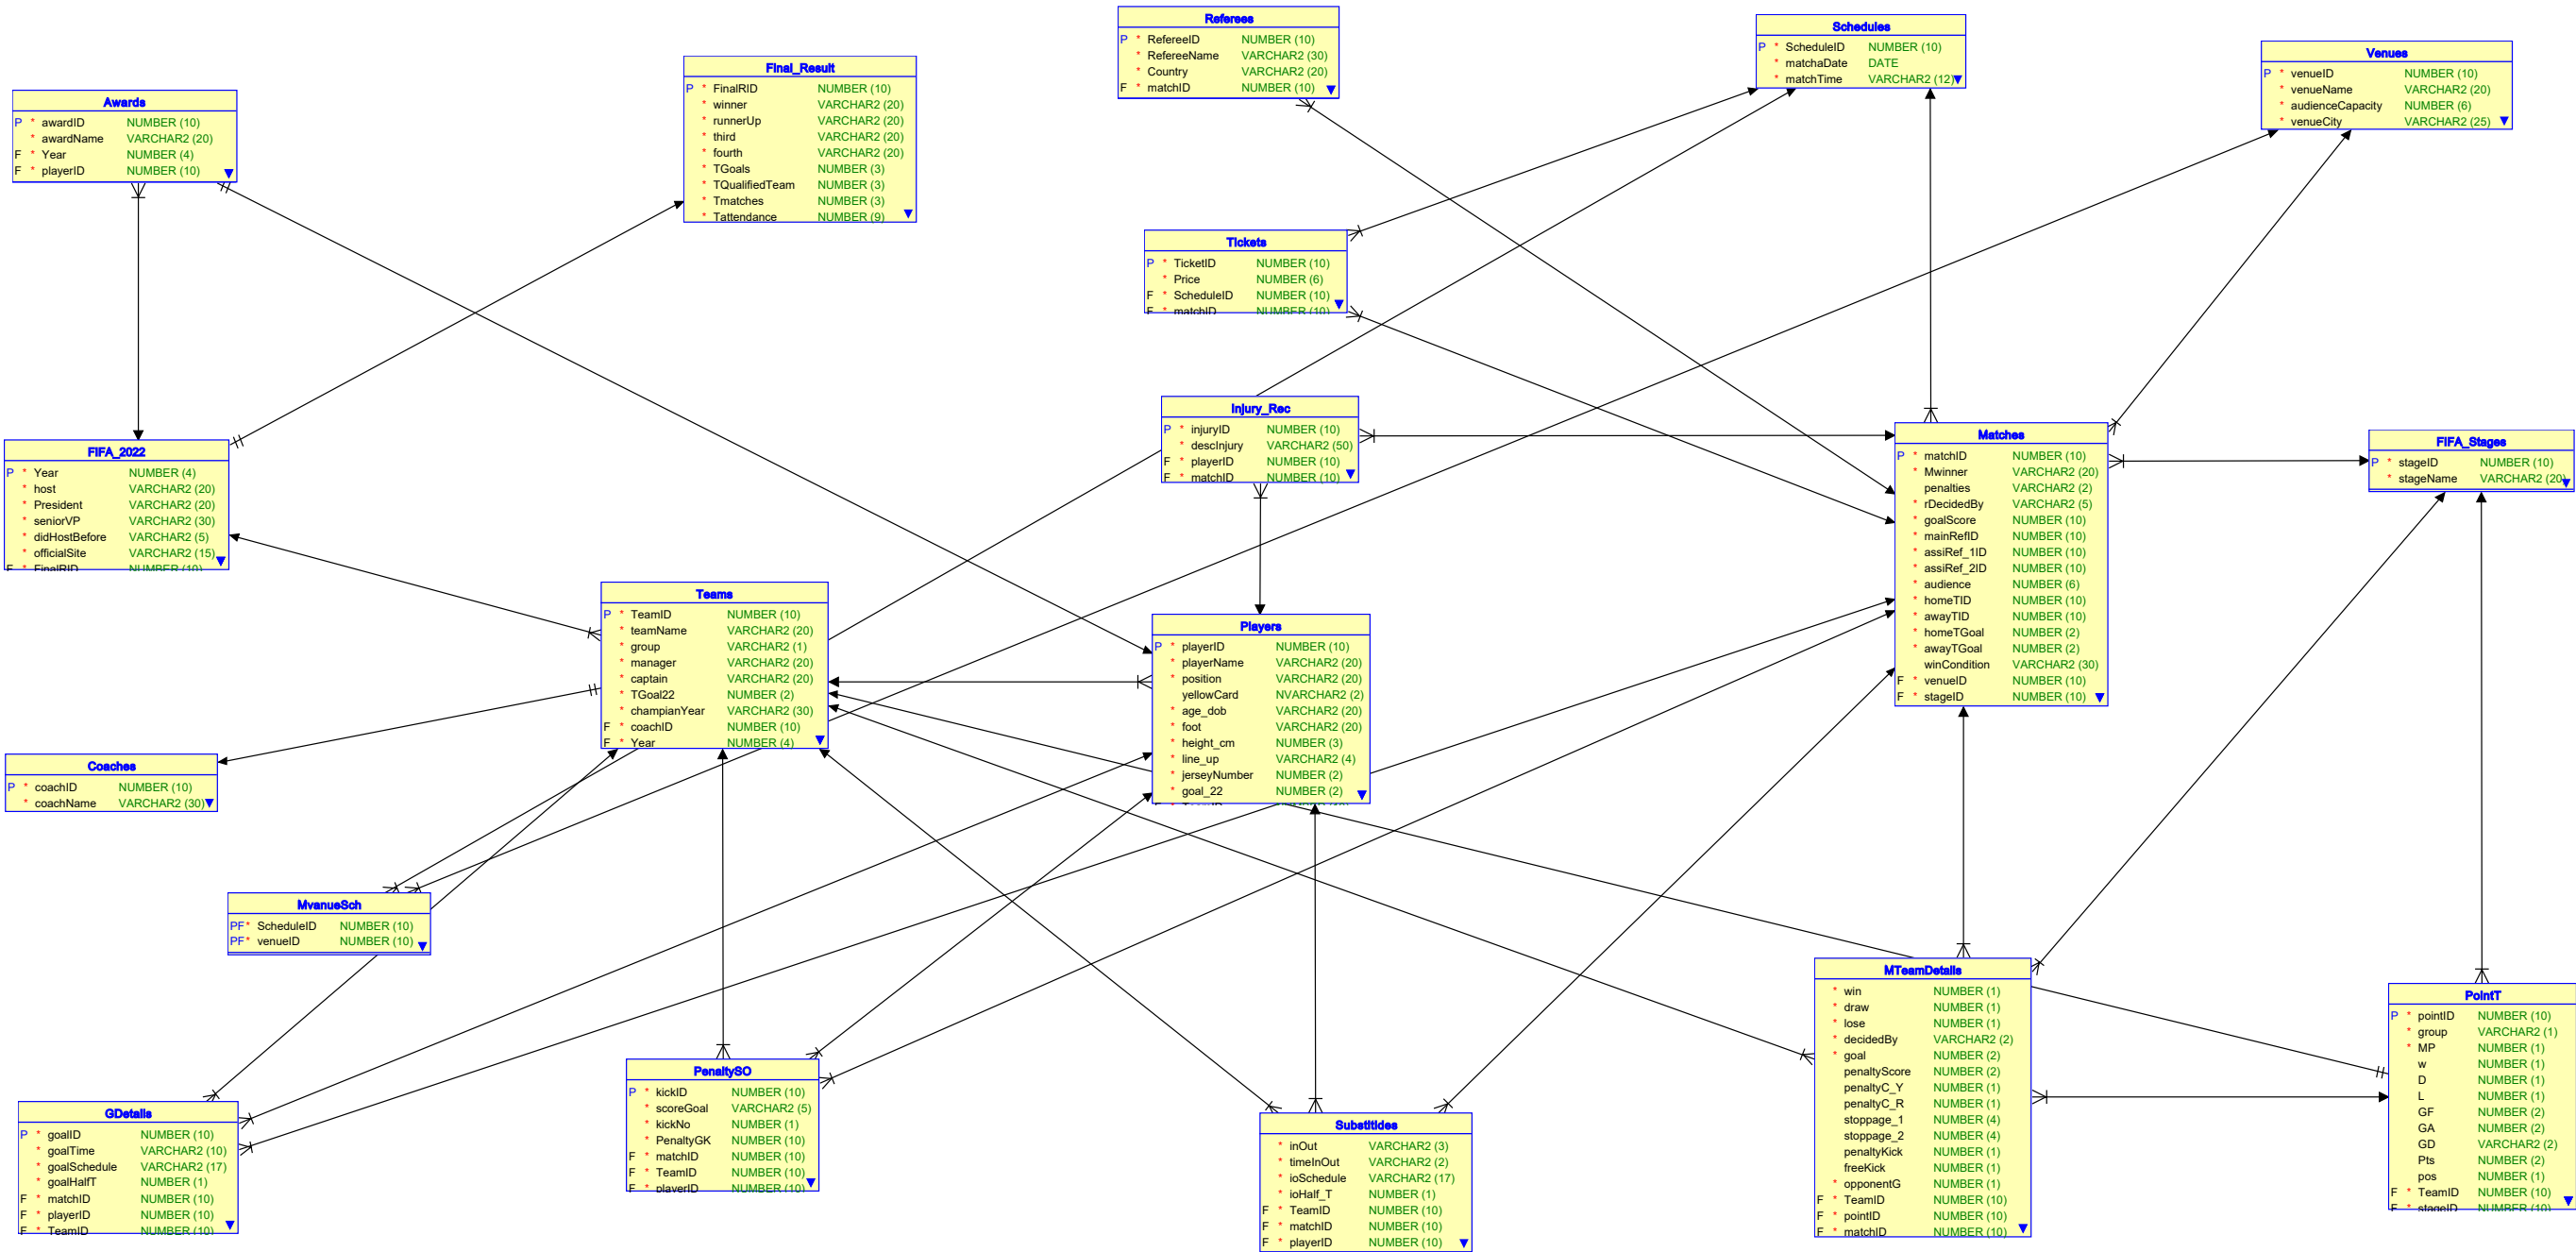 Referees
P * RefereeID NUMBER (10)
* RefereeName VARCHAR2 (30)
* Country VARCHAR2 (20)
F * matchID NUMBER (10)
Schedules
P * ScheduleID NUMBER (10)
* matchaDate DATE
* matchTime VARCHAR2 (12)
Venues
P * venueID NUMBER (10)
* venueName VARCHAR2 (20)
* audienceCapacity NUMBER (6)
* venueCity VARCHAR2 (25)
Final_Result
P * FinalRID NUMBER (10)
* winner VARCHAR2 (20)
* runnerUp VARCHAR2 (20)
* third VARCHAR2 (20)
* fourth VARCHAR2 (20)
* TGoals NUMBER (3)
* TQualifiedTeam NUMBER (3)
* Tmatches NUMBER (3)
* Tattendance NUMBER (9)
Awards
P * awardID NUMBER (10)
* awardName VARCHAR2 (20)
F * Year NUMBER (4)
F * playerID NUMBER (10)
Tickets
P * TicketID NUMBER (10)
* Price NUMBER (6)
F * ScheduleID NUMBER (10)
F * matchID NUMBER (10)
Injury_Rec
P * injuryID NUMBER (10)
* descInjury VARCHAR2 (50)
F * playerID NUMBER (10)
F * matchID NUMBER (10)
Matches
P * matchID NUMBER (10)
* Mwinner VARCHAR2 (20)
penalties VARCHAR2 (2)
* rDecidedBy VARCHAR2 (5)
* goalScore NUMBER (10)
* mainRefID NUMBER (10)
* assiRef_1ID NUMBER (10)
* assiRef_2ID NUMBER (10)
* audience NUMBER (6)
* homeTID NUMBER (10)
* awayTID NUMBER (10)
* homeTGoal NUMBER (2)
* awayTGoal NUMBER (2)
winCondition VARCHAR2 (30)
F * venueID NUMBER (10)
F * stageID NUMBER (10)
FIFA_Stages
P * stageID NUMBER (10)
* stageName VARCHAR2 (20)
FIFA_2022
P * Year NUMBER (4)
* host VARCHAR2 (20)
* President VARCHAR2 (20)
* seniorVP VARCHAR2 (30)
* didHostBefore VARCHAR2 (5)
* officialSite VARCHAR2 (15)
F * FinalRID NUMBER (10)
Teams
P * TeamID NUMBER (10)
* teamName VARCHAR2 (20)
* group VARCHAR2 (1)
* manager VARCHAR2 (20)
* captain VARCHAR2 (20)
* TGoal22 NUMBER (2)
* champianYear VARCHAR2 (30)
F * coachID NUMBER (10)
F * Year NUMBER (4)
Players
P * playerID NUMBER (10)
* playerName VARCHAR2 (20)
* position VARCHAR2 (20)
yellowCard NVARCHAR2 (2)
* age_dob VARCHAR2 (20)
* foot VARCHAR2 (20)
* height_cm NUMBER (3)
* line_up VARCHAR2 (4)
* jerseyNumber NUMBER (2)
* goal_22 NUMBER (2)
Coaches
P * coachID NUMBER (10)
* coachName VARCHAR2 (30)
MvanueSch
PF * ScheduleID NUMBER (10)
PF * venueID NUMBER (10)
GDetails
P * goalID NUMBER (10)
* goalTime VARCHAR2 (10)
* goalSchedule VARCHAR2 (17)
* goalHalfT NUMBER (1)
F * matchID NUMBER (10)
F * playerID NUMBER (10)
F * TeamID NUMBER (10)
PenaltySO
P * kickID NUMBER (10)
* scoreGoal VARCHAR2 (5)
* kickNo NUMBER (1)
* PenaltyGK NUMBER (10)
F * matchID NUMBER (10)
F * TeamID NUMBER (10)
F * playerID NUMBER (10)
Substitides
* inOut VARCHAR2 (3)
* timeInOut VARCHAR2 (2)
* ioSchedule VARCHAR2 (17)
* ioHalf_T NUMBER (1)
F * TeamID NUMBER (10)
F * matchID NUMBER (10)
F * playerID NUMBER (10)
MTeamDetails
* win NUMBER (1)
* draw NUMBER (1)
* lose NUMBER (1)
* decidedBy VARCHAR2 (2)
* goal NUMBER (2)
penaltyScore NUMBER (2)
penaltyC_Y NUMBER (1)
penaltyC_R NUMBER (1)
stoppage_1 NUMBER (4)
stoppage_2 NUMBER (4)
penaltyKick NUMBER (1)
freeKick NUMBER (1)
* opponentG NUMBER (1)
F * TeamID NUMBER (10)
F * pointID NUMBER (10)
F * matchID NUMBER (10)
PointT
P * pointID NUMBER (10)
* group VARCHAR2 (1)
* MP NUMBER (1)
w NUMBER (1)
D NUMBER (1)
L NUMBER (1)
GF NUMBER (2)
GA NUMBER (2)
GD VARCHAR2 (2)
Pts NUMBER (2)
pos NUMBER (1)
F * TeamID NUMBER (10)
F * stageID NUMBER (10)